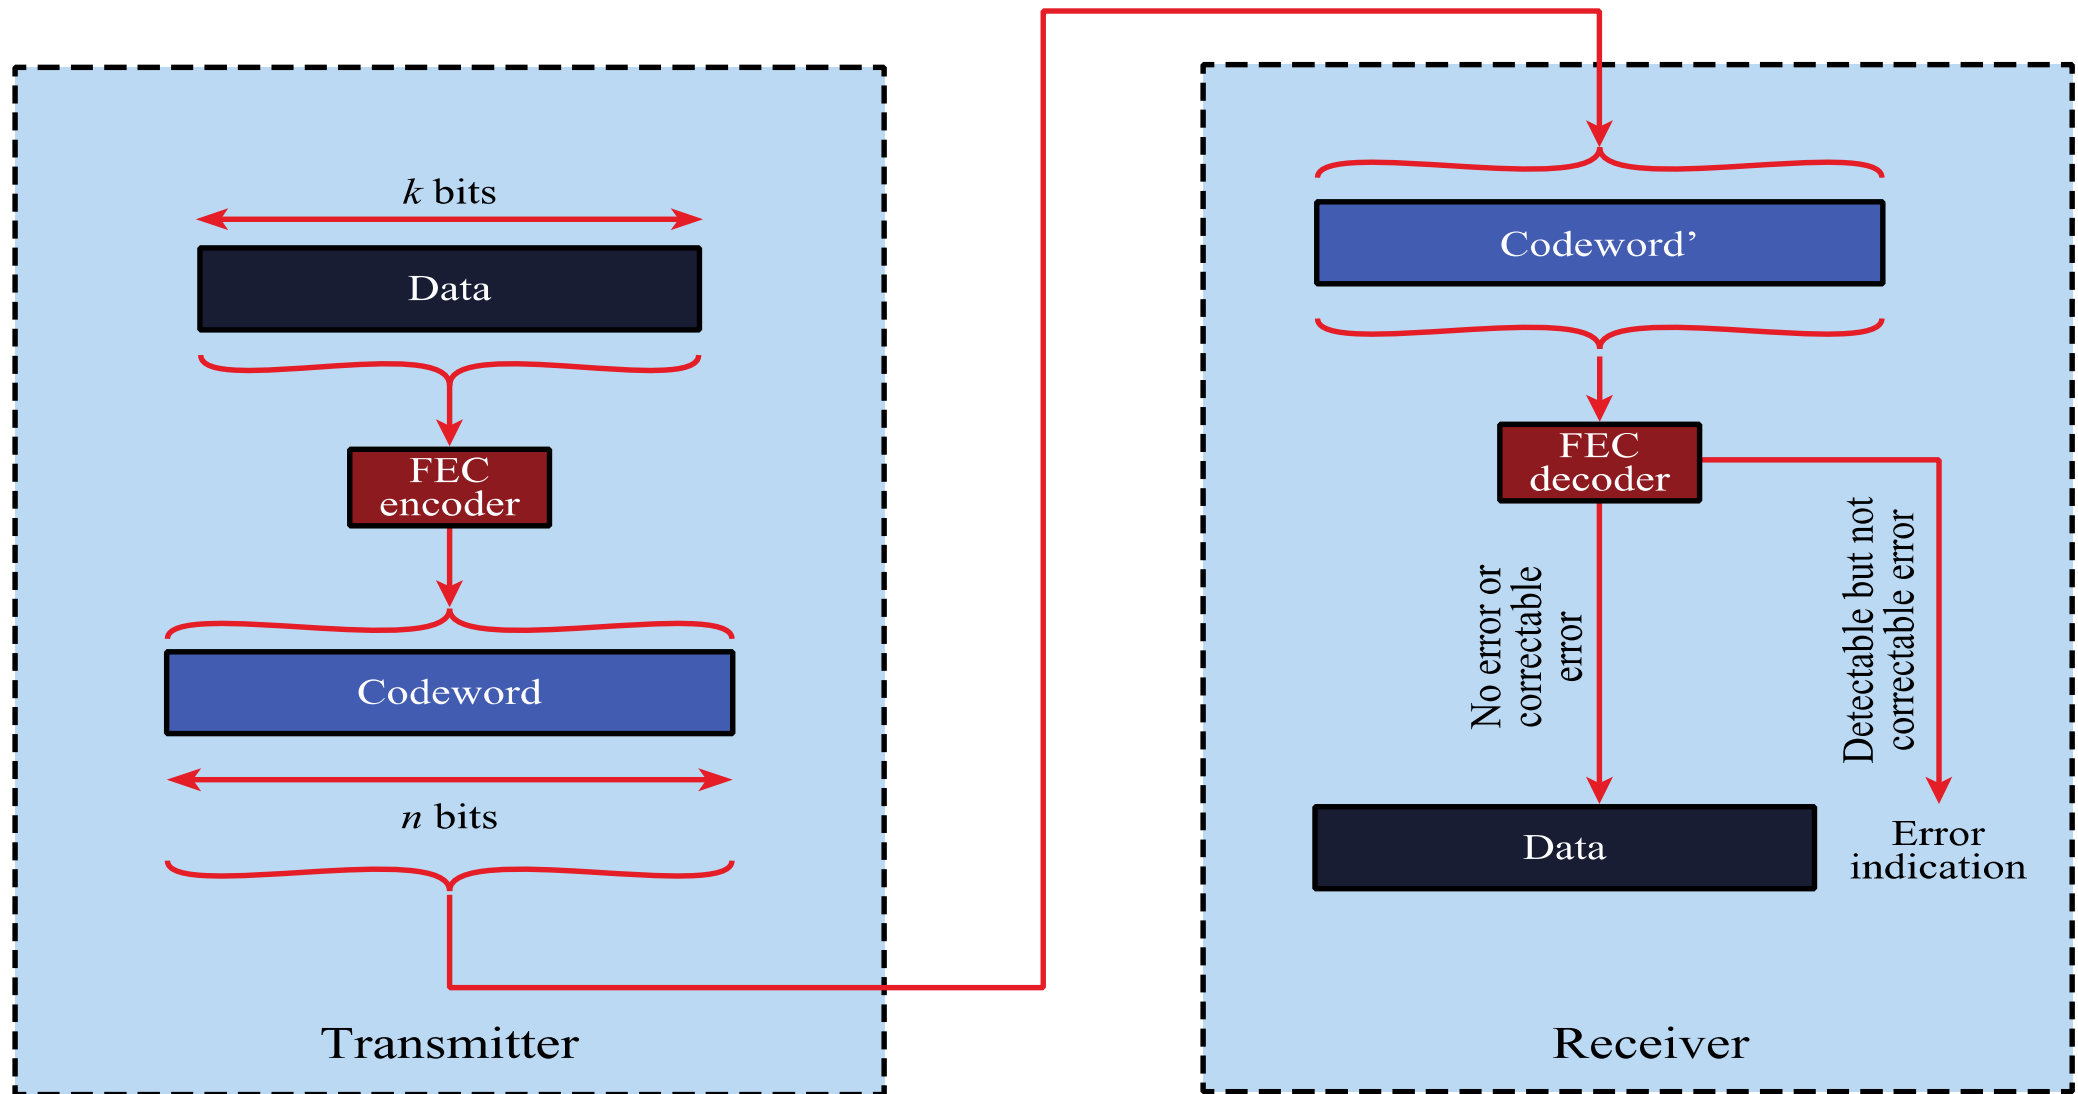 k bits
Data
FEC
encoder
Codeword
n bits
Transmitter
Codeword’
FEC
decoder
No error or
correctable
error
Detectable but not
correctable error
Data
Error
indication
Receiver